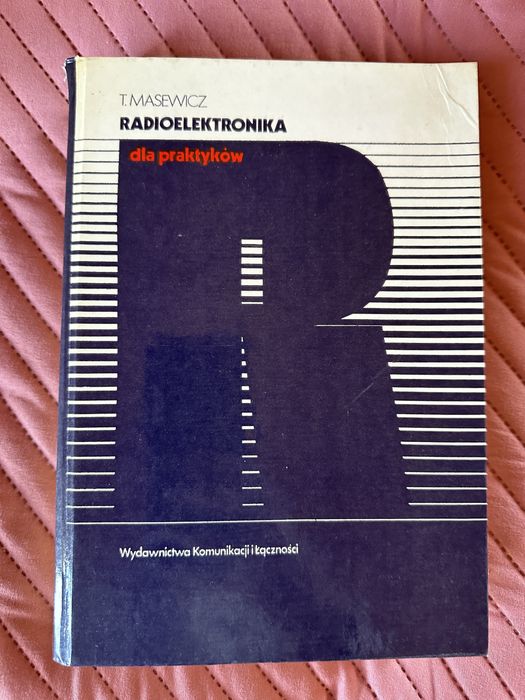 T. MASEWICZ
RADIOELEKTRONIKA
dla praktyków
R
Wydawnictwa Komunikacji i Łączności